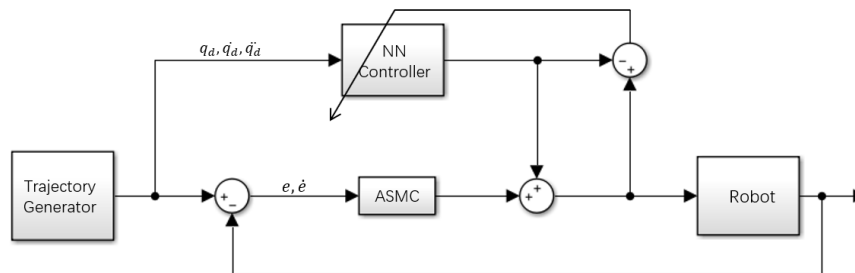 q_d, q̇_d, q̈_d
NN
Controller
-
+
Trajectory
Generator
+
-
e, ė
ASMC
+
+
Robot